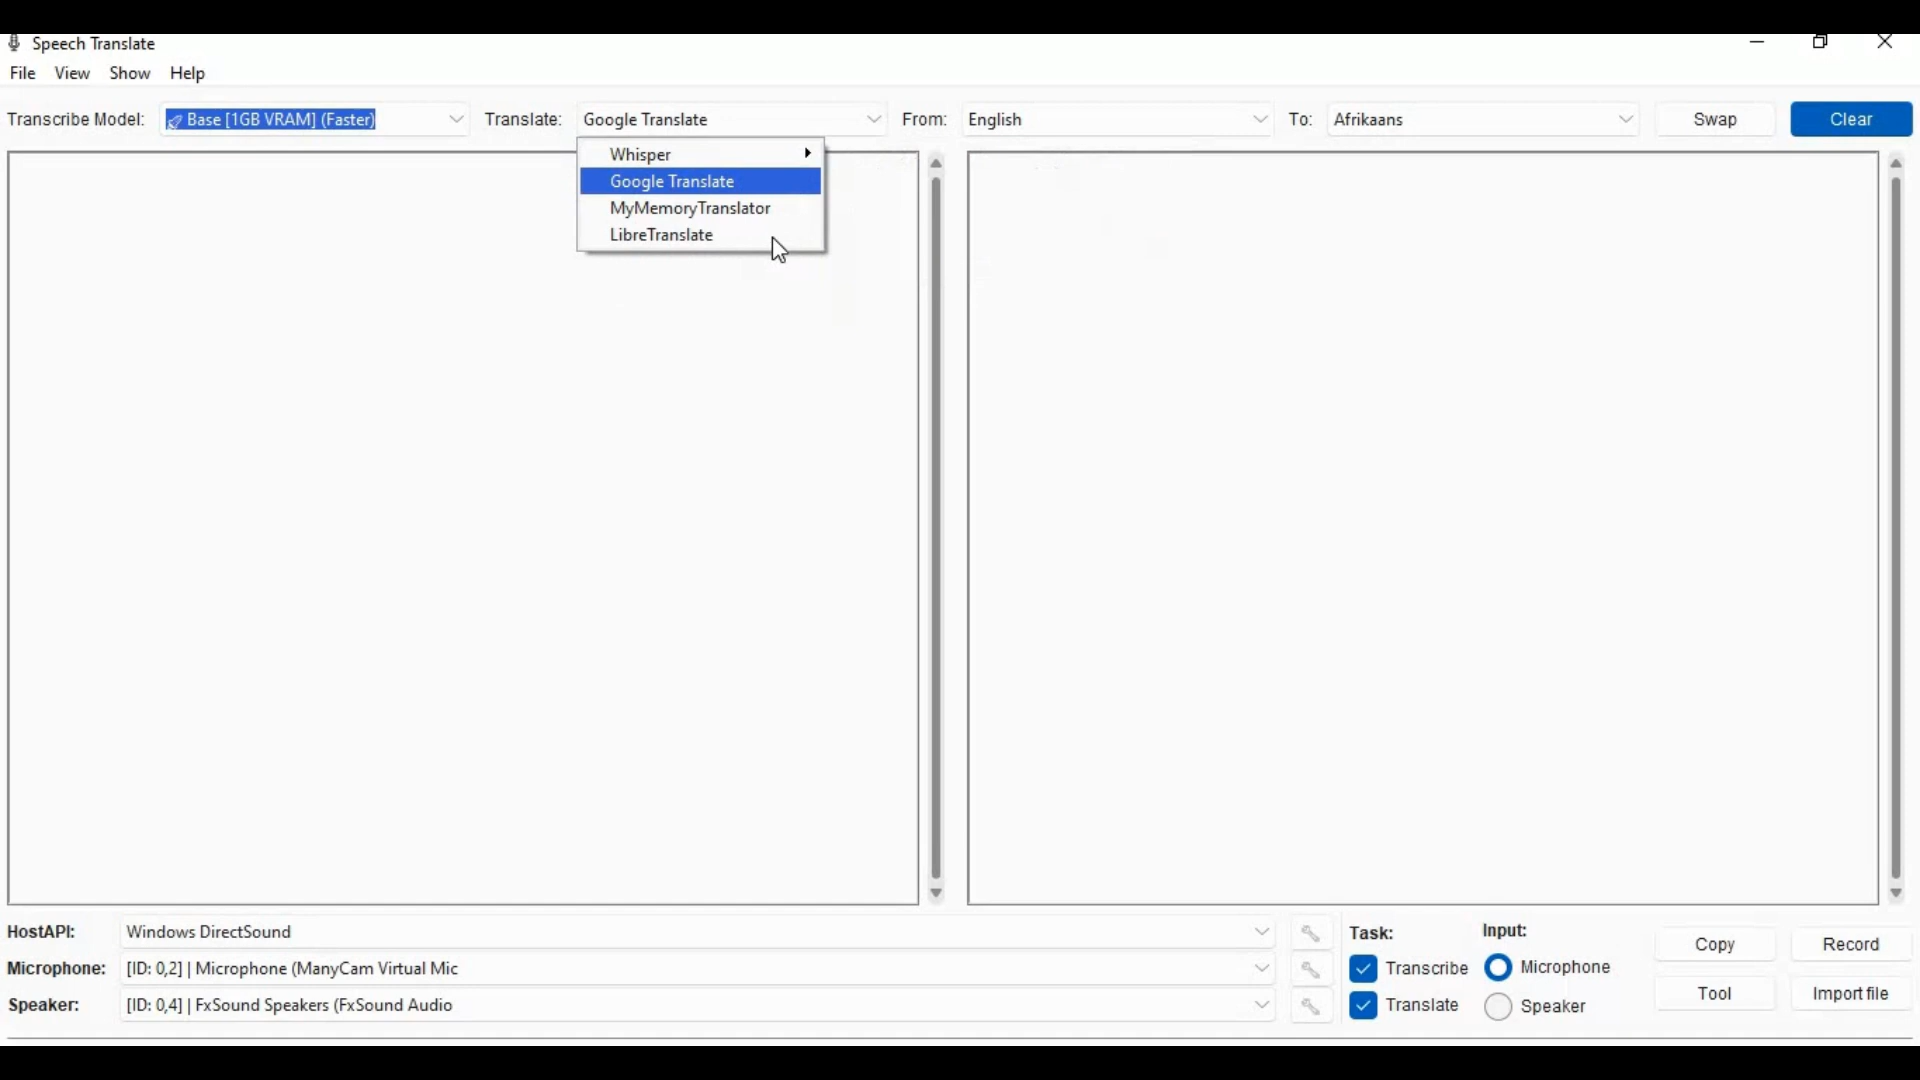 Speech Translate
File View Show Help
Transcribe Model: Base [1GB VRAM] (Faster) Translate: Google Translate From: English To: Afrikaans Swap Clear
Whisper
Google Translate
MyMemoryTranslator
LibreTranslate
HostAPI: Windows DirectSound
Microphone: [ID: 0,2] | Microphone (ManyCam Virtual Mic
Speaker: [ID: 0,4] | FxSound Speakers (FxSound Audio
Task: Input:
Transcribe Microphone
Translate Speaker
Copy Record
Tool Import file